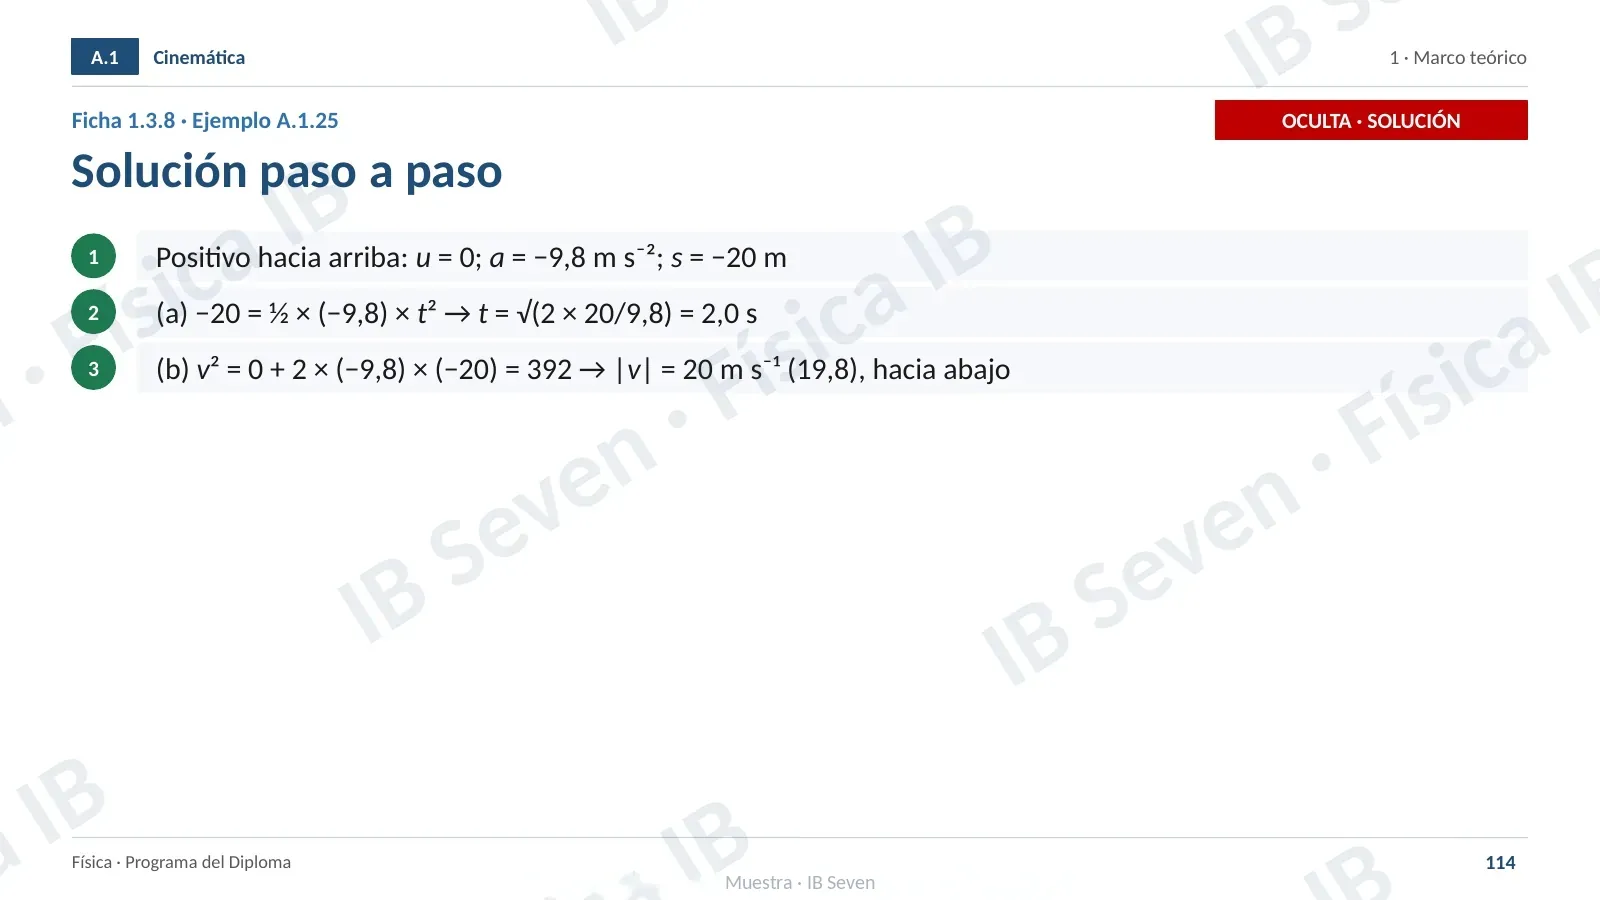 A.1 Cinemática 1 · Marco teórico
Ficha 1.3.8 · Ejemplo A.1.25 OCULTA · SOLUCIÓN
Solución paso a paso
1 Positivo hacia arriba: u = 0; a = −9,8 m s⁻²; s = −20 m
2 (a) −20 = ½ × (−9,8) × t² → t = √(2 × 20/9,8) = 2,0 s
3 (b) v² = 0 + 2 × (−9,8) × (−20) = 392 → |v| = 20 m s⁻¹ (19,8), hacia abajo
IB Seven · Física IB
IB Seven · Física IB
Física · Programa del Diploma 114
Muestra · IB Seven